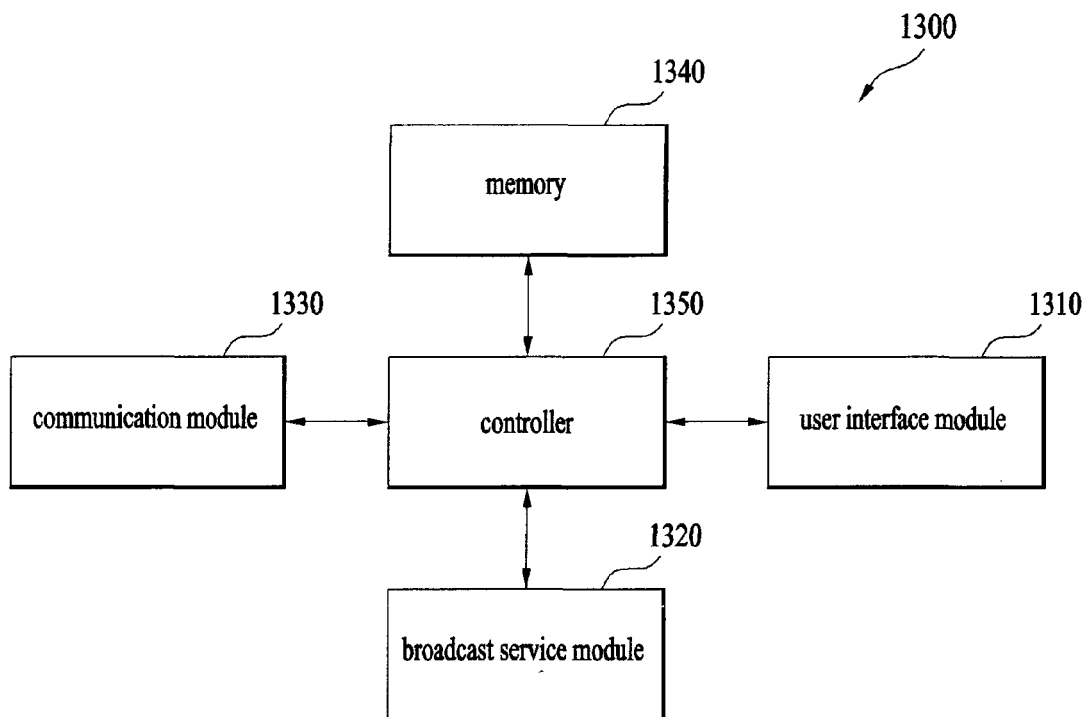 1300
1340
memory
1330
1350
1310
communication module
controller
user interface module
1320
broadcast service module